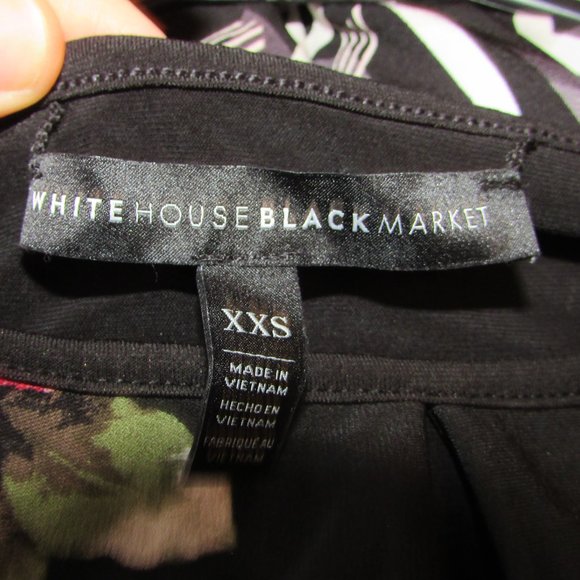 WHITE HOUSE BLACK MARKET
XXS
MADE IN
VIETNAM
HECHO EN
VIETNAM
FABRIQUÉ AU
VIETNAM